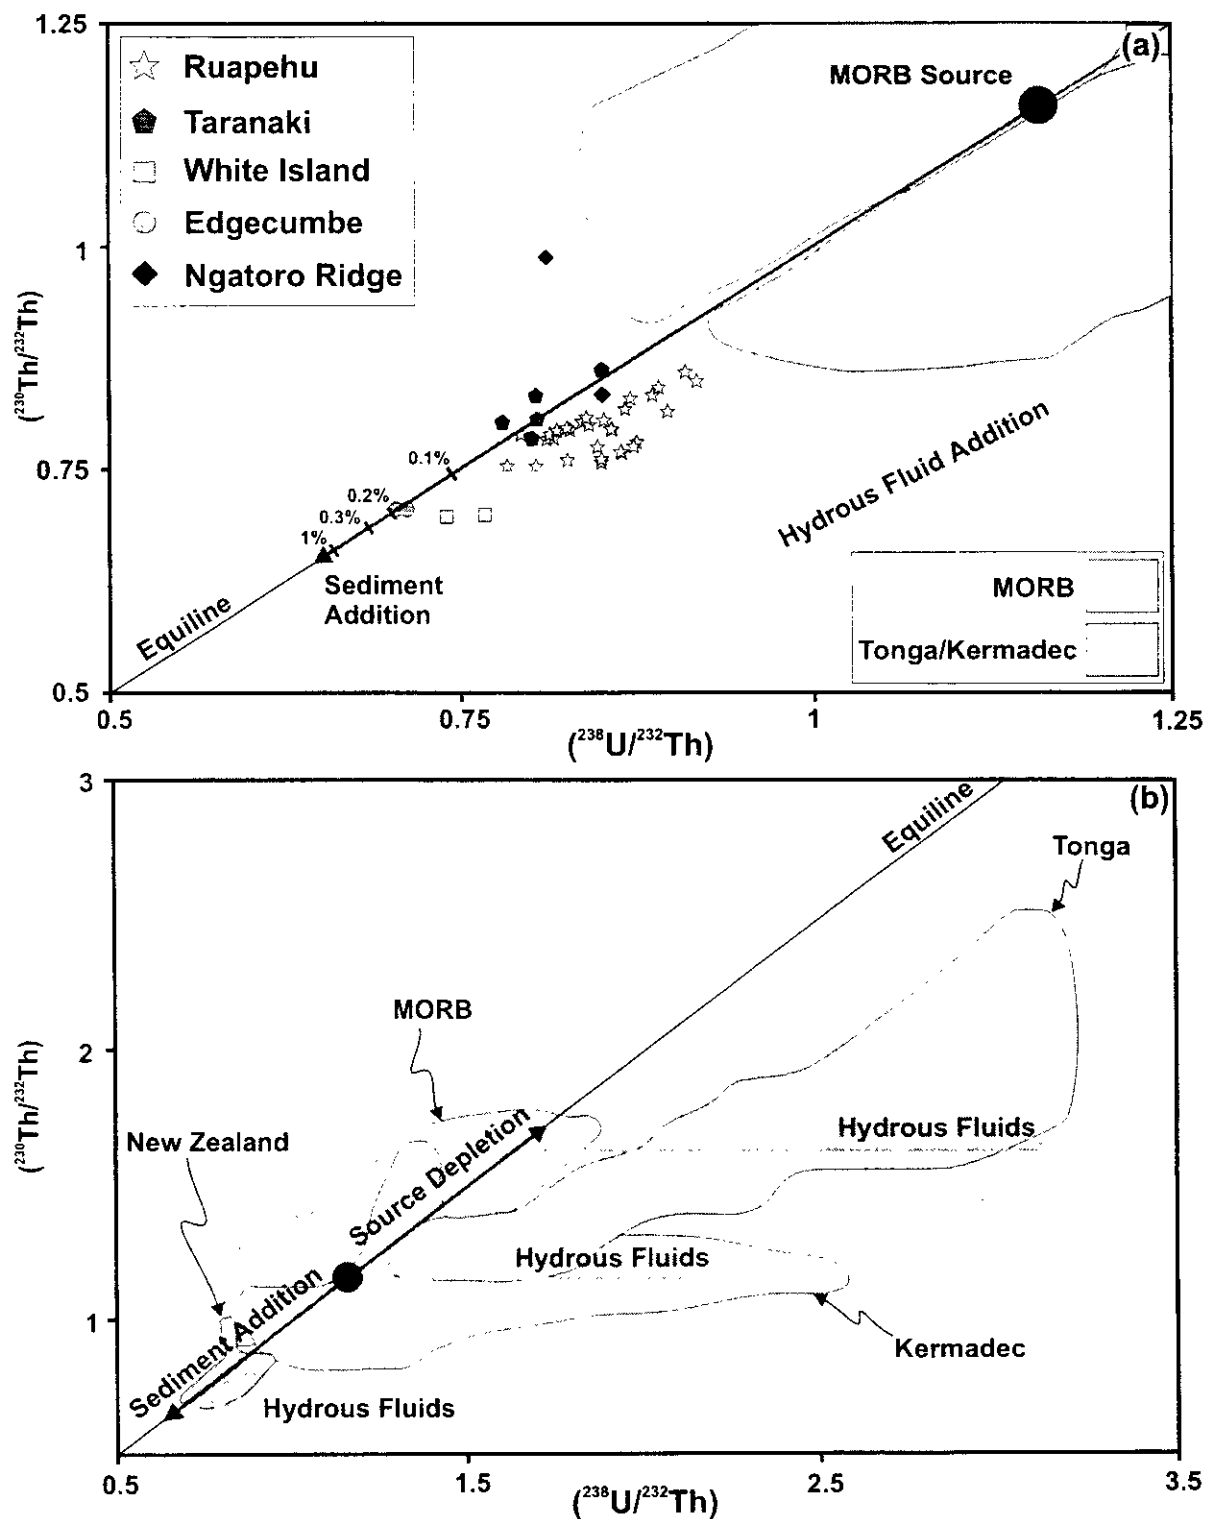 1.25
(a)
Ruapehu
MORB Source
Taranaki
White Island
Edgecumbe
1
Ngatoro Ridge
(²³⁰Th/²³²Th)
0.75
0.1%
0.2%
0.3%
1%
Hydrous Fluid Addition
Sediment
Addition
MORB
Equiline
Tonga/Kermadec
0.5
0.5
0.75
1
1.25
(²³⁸U/²³²Th)
3
(b)
Equiline
Tonga
MORB
2
(²³⁰Th/²³²Th)
New Zealand
Source Depletion
Hydrous Fluids
Hydrous Fluids
Sediment Addition
1
Kermadec
Hydrous Fluids
0.5
1.5
2.5
3.5
(²³⁸U/²³²Th)